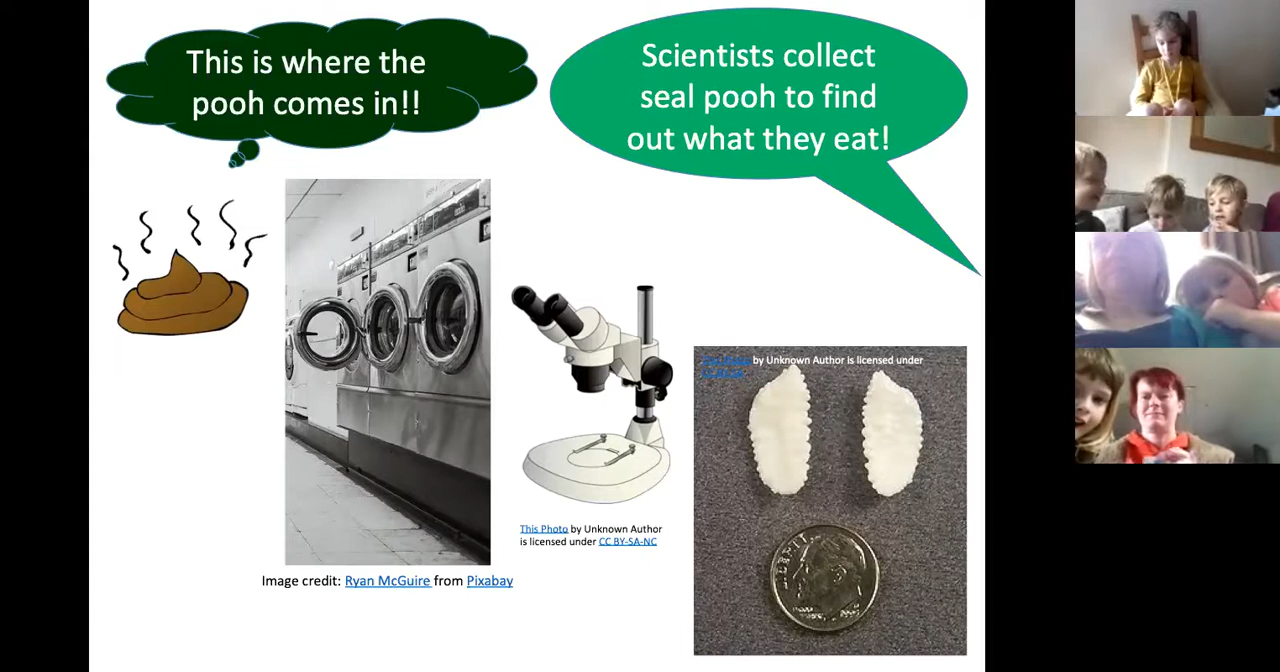 This is where the
pooh comes in!!
Scientists collect
seal pooh to find
out what they eat!
by Unknown Author is licensed under
This Photo by Unknown Author
is licensed under CC BY-SA-NC
LIBERTY
Image credit: Ryan McGuire from Pixabay